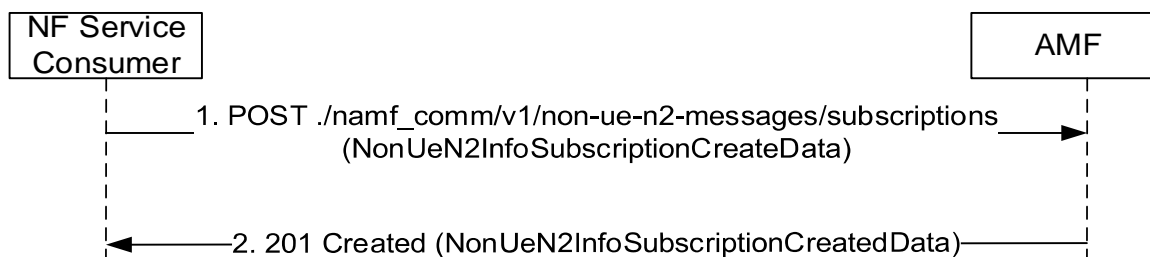 NF Service
Consumer
AMF
1. POST ./namf_comm/v1/non-ue-n2-messages/subscriptions
(NonUeN2InfoSubscriptionCreateData)
2. 201 Created (NonUeN2InfoSubscriptionCreatedData)